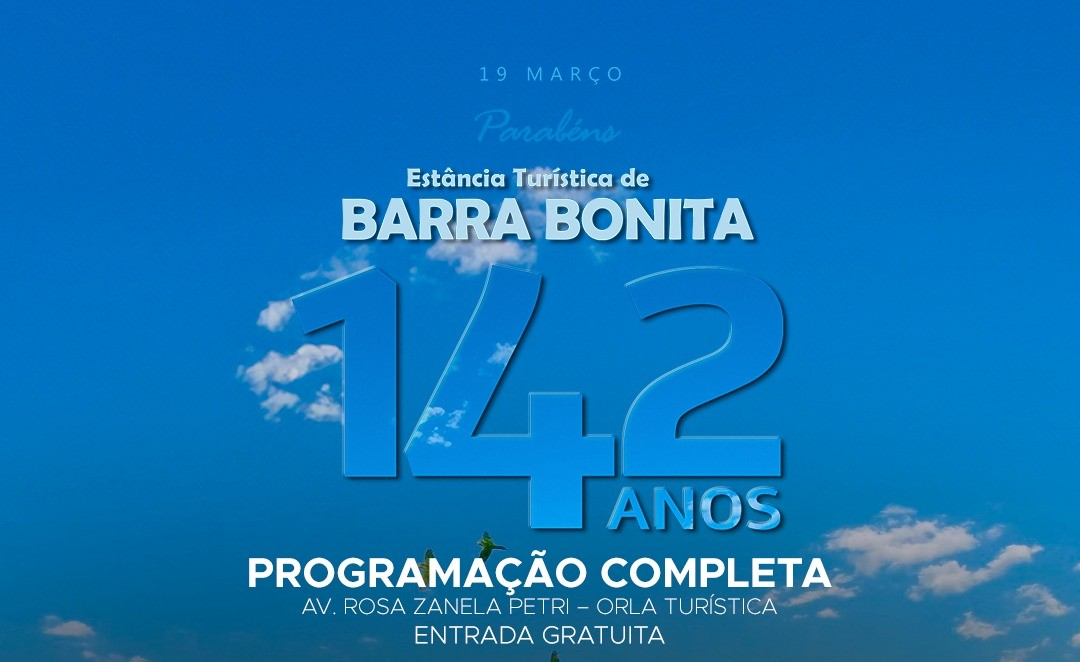 19 MARÇO
Parabéns
Estância Turística de
BARRA BONITA
142
ANOS
PROGRAMAÇÃO COMPLETA
AV. ROSA ZANELA PETRI – ORLA TURÍSTICA
ENTRADA GRATUITA